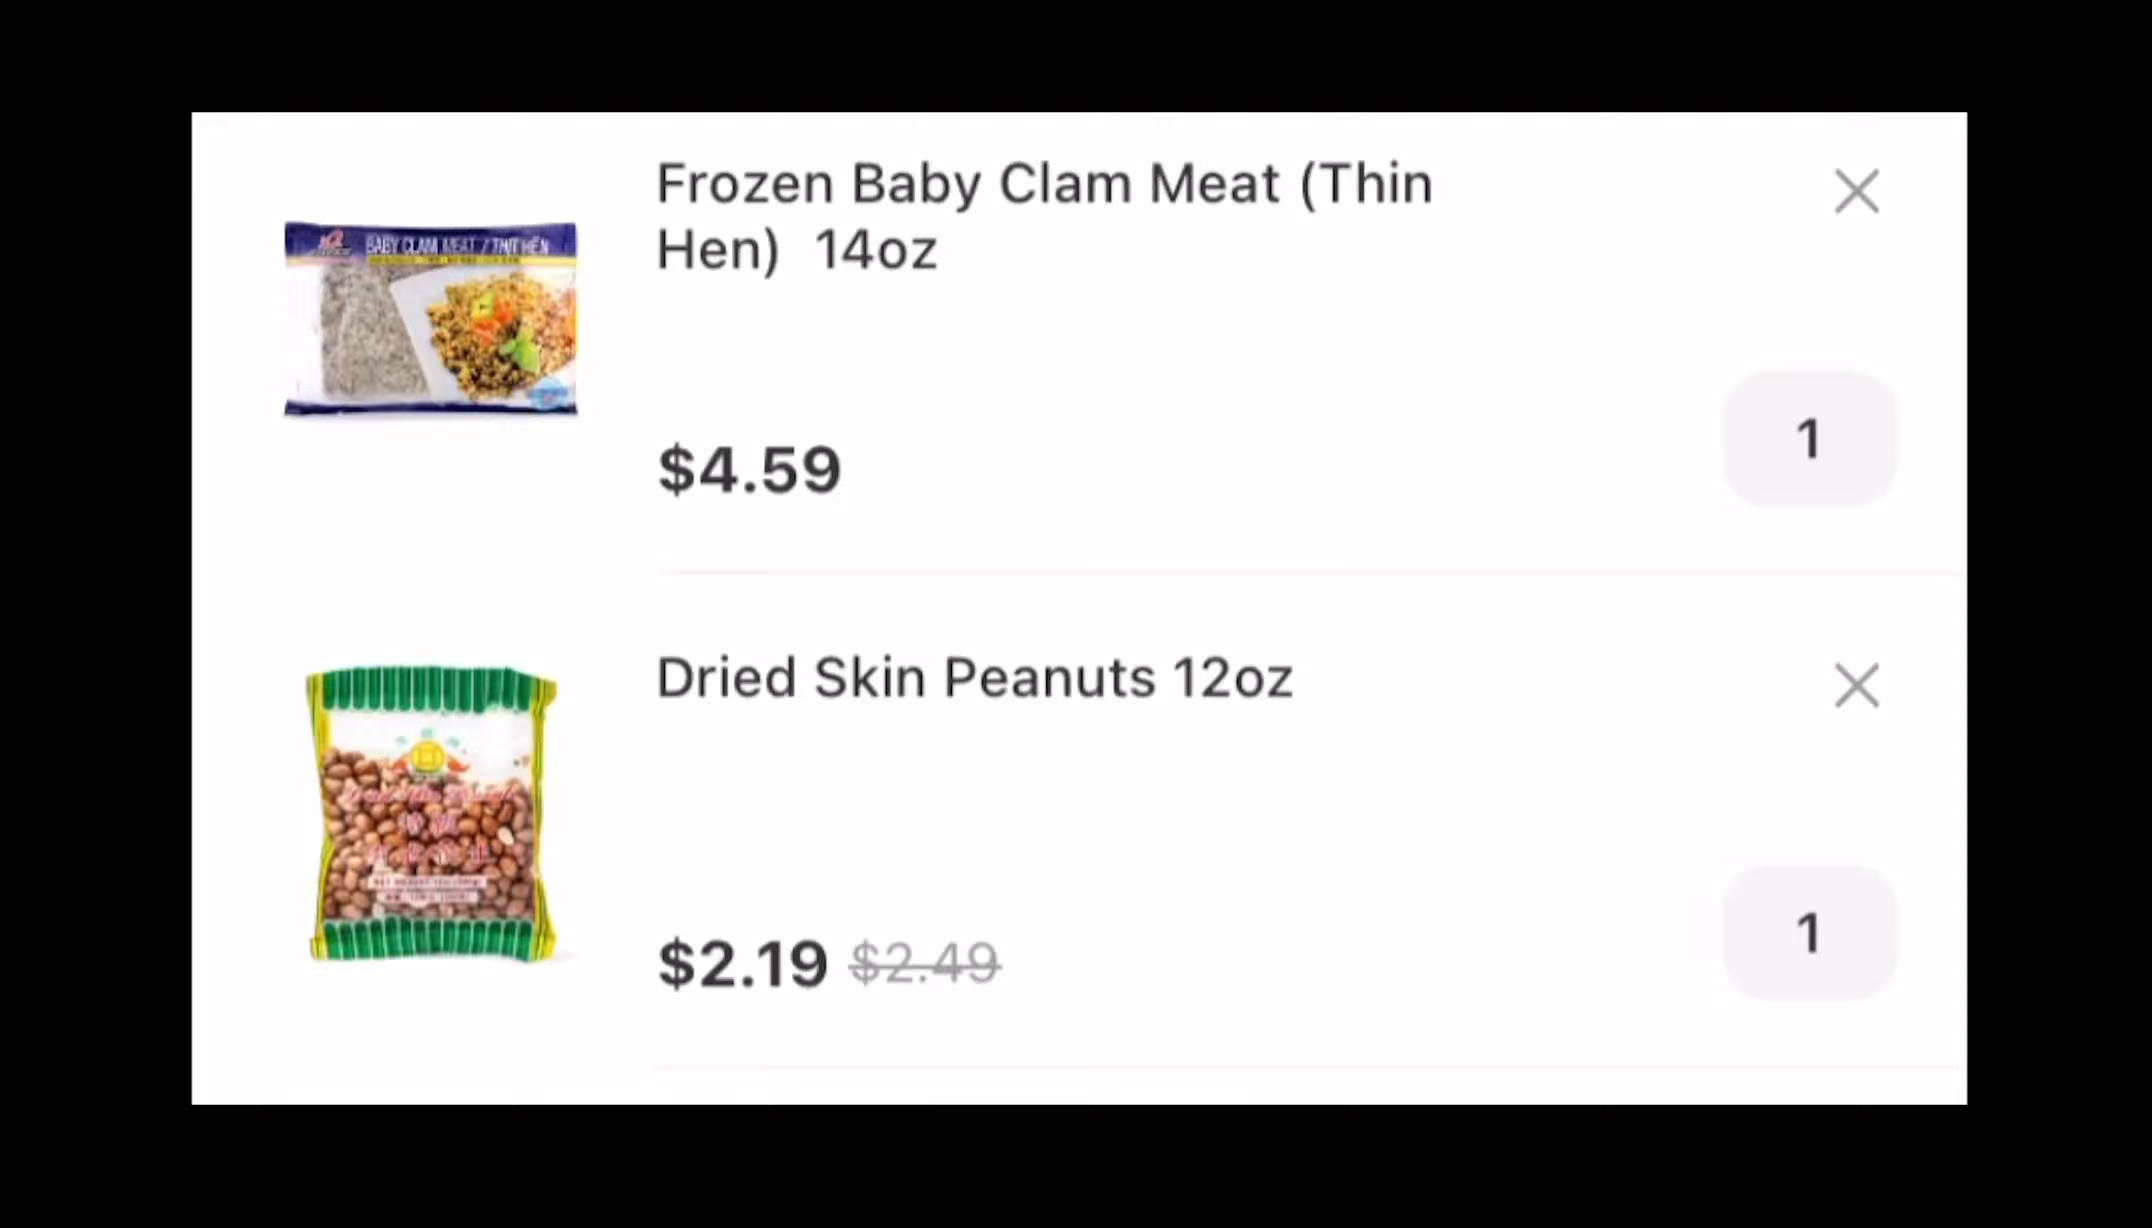 Frozen Baby Clam Meat (Thin
Hen) 14oz
BABY CLAM MEAT / THỊT HẾN
$4.59
1
Dried Skin Peanuts 12oz
$2.19 $2.49
1